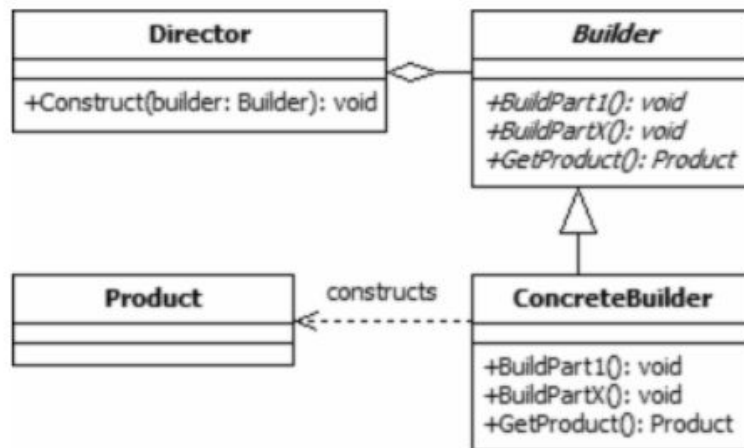 Director
+Construct(builder: Builder): void
Builder
+BuildPart1(): void
+BuildPartX(): void
+GetProduct(): Product
Product
constructs
ConcreteBuilder
+BuildPart1(): void
+BuildPartX(): void
+GetProduct(): Product